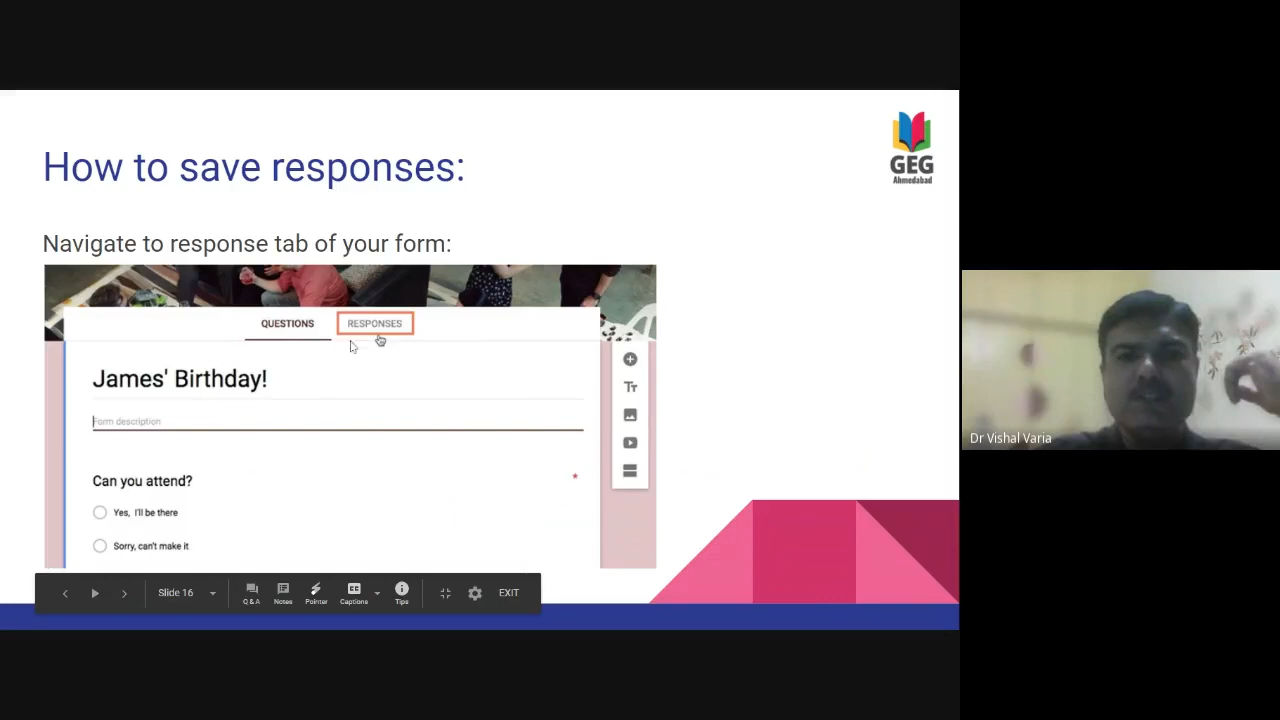 How to save responses:
GEG
Ahmedabad
Navigate to response tab of your form:
QUESTIONS
RESPONSES
James' Birthday!
Form description
Can you attend?
*
Yes, I'll be there
Sorry, can't make it
Tт
Slide 16
Q & A
Notes
Pointer
CC
Captions
Tips
EXIT
Dr Vishal Varia